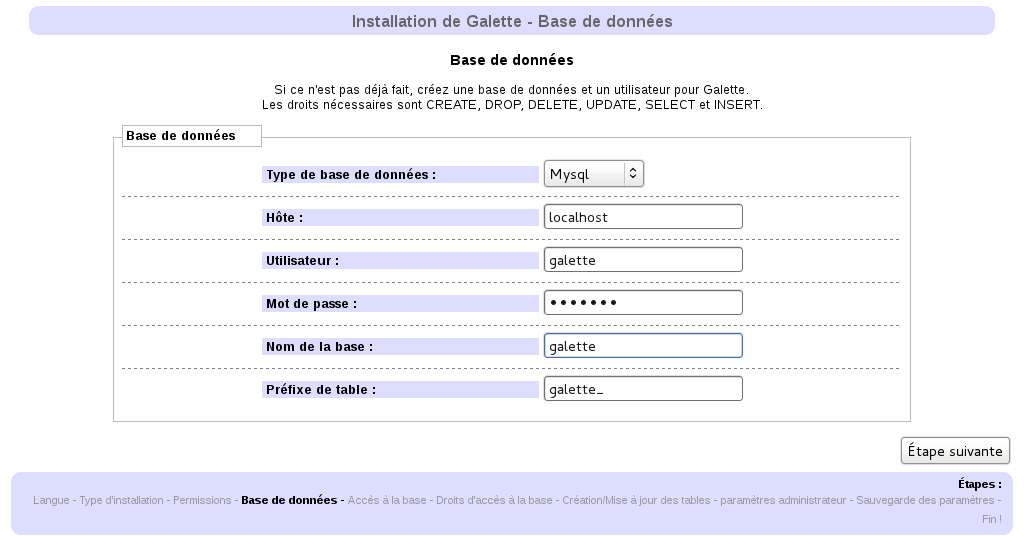 Installation de Galette - Base de données
Base de données
Si ce n'est pas déjà fait, créez une base de données et un utilisateur pour Galette.
Les droits nécessaires sont CREATE, DROP, DELETE, UPDATE, SELECT et INSERT.
Base de données
Type de base de données : Mysql
Hôte : localhost
Utilisateur : galette
Mot de passe : •••••••
Nom de la base : galette
Préfixe de table : galette_
Étape suivante
Étapes :
Langue - Type d'installation - Permissions - Base de données - Accés à la base - Droits d'accès à la base - Création/Mise à jour des tables - paramètres administrateur - Sauvegarde des paramètres -
Fin !